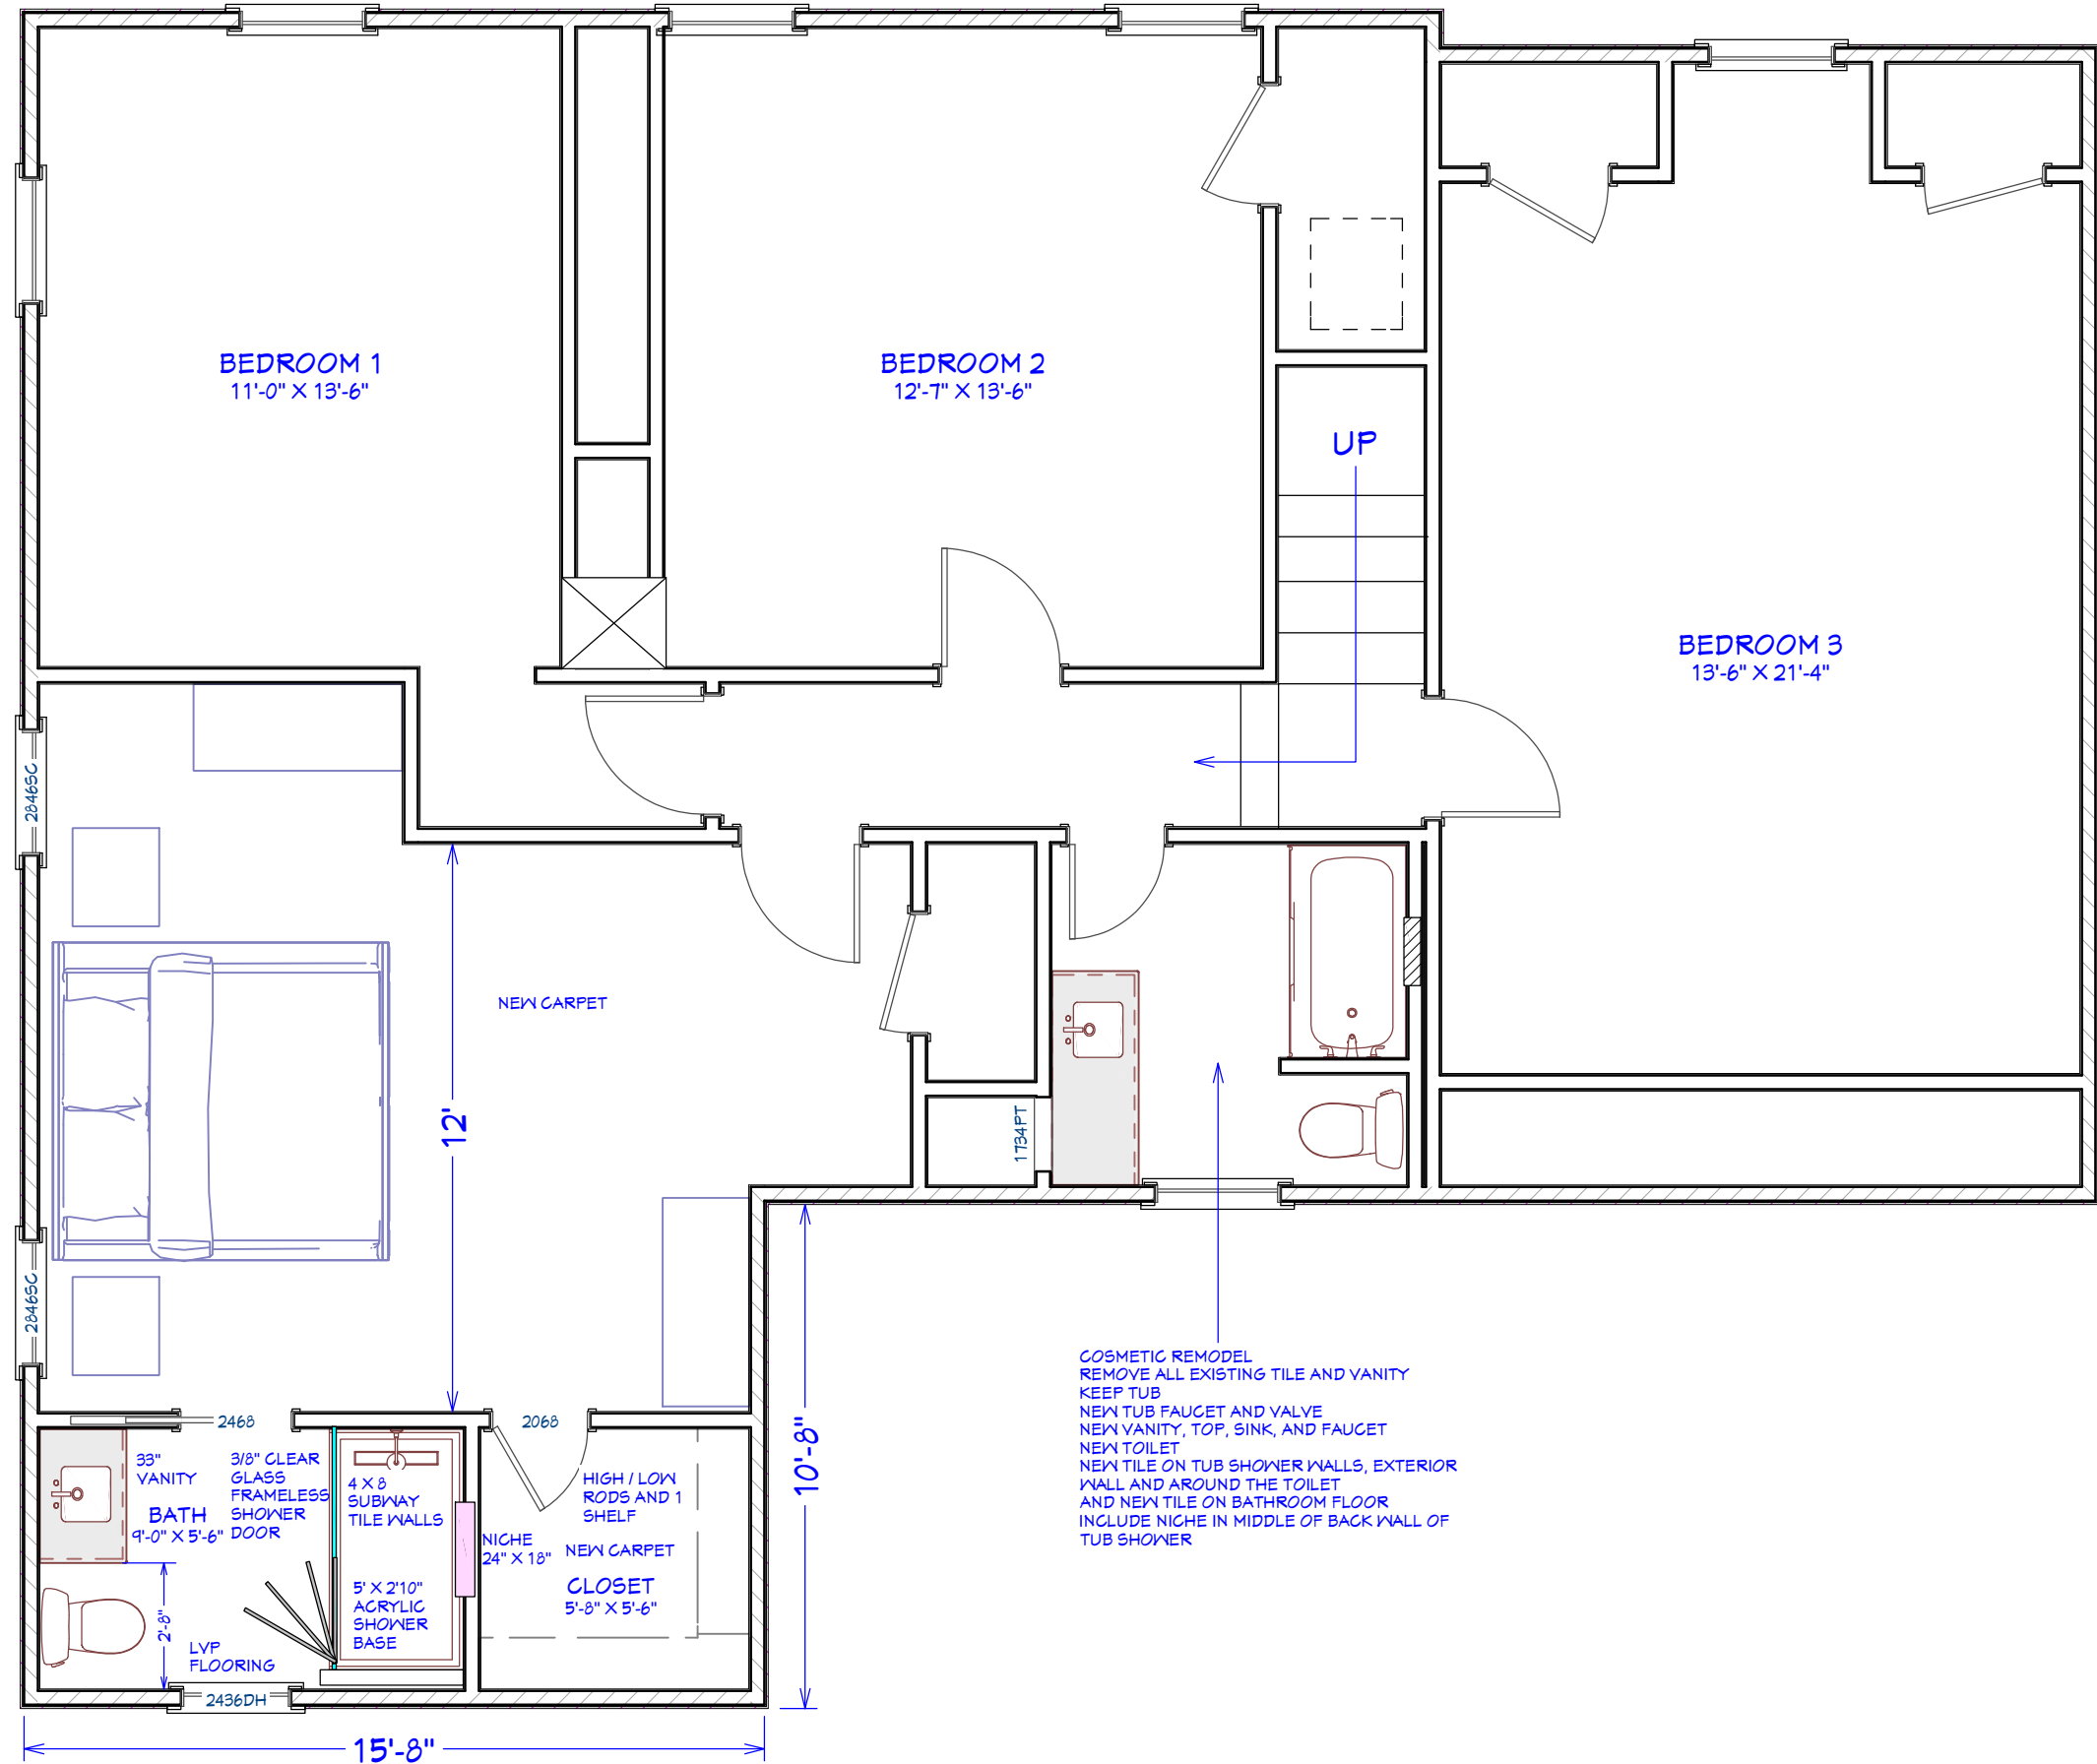 BEDROOM 1
11'-0" X 13'-6"
BEDROOM 2
12'-7" X 13'-6"
UP
BEDROOM 3
13'-6" X 21'-4"
2846SC
NEW CARPET
12'
1734PT
2846SC
10'-8"
COSMETIC REMODEL
REMOVE ALL EXISTING TILE AND VANITY
KEEP TUB
NEW TUB FAUCET AND VALVE
NEW VANITY, TOP, SINK, AND FAUCET
NEW TOILET
NEW TILE ON TUB SHOWER WALLS, EXTERIOR
WALL AND AROUND THE TOILET
AND NEW TILE ON BATHROOM FLOOR
INCLUDE NICHE IN MIDDLE OF BACK WALL OF
TUB SHOWER
2468
2068
33"
VANITY
BATH
9'-0" X 5'-6"
3/8" CLEAR
GLASS
FRAMELESS
SHOWER
DOOR
4 X 8
SUBWAY
TILE WALLS
5' X 2'10"
ACRYLIC
SHOWER
BASE
NICHE
24" X 18"
HIGH / LOW
RODS AND 1
SHELF
NEW CARPET
CLOSET
5'-8" X 5'-6"
2'-8"
LVP
FLOORING
2436DH
15'-8"